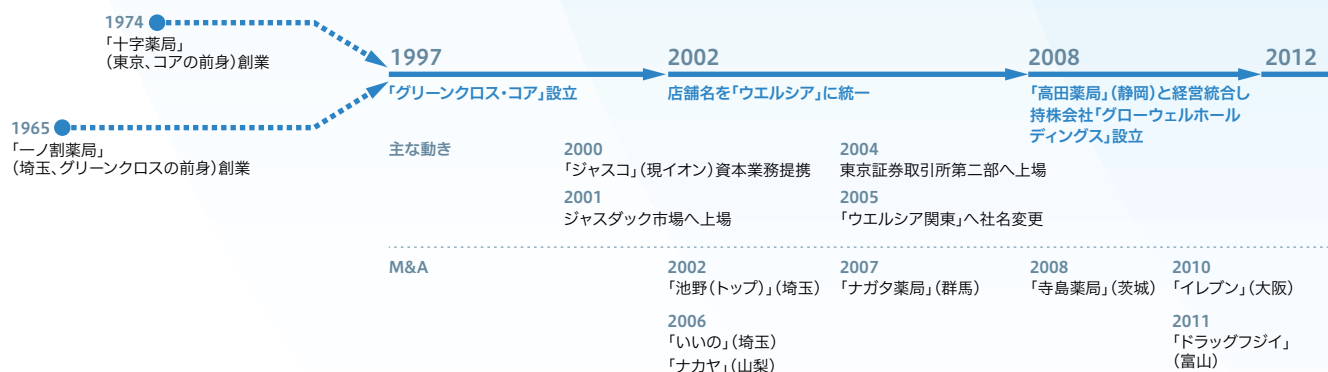 1974
「十字薬局」
(東京、コアの前身)創業
1965
「一ノ割薬局」
(埼玉、グリーンクロスの前身)創業
1997
「グリーンクロス・コア」設立
2002
店舗名を「ウエルシア」に統一
2008
「高田薬局」(静岡)と経営統合し
持株会社「グローウェルホール
ディングス」設立
2012
主な動き
2000
「ジャスコ」(現イオン)資本業務提携
2001
ジャスダック市場へ上場
2004
東京証券取引所第二部へ上場
2005
「ウエルシア関東」へ社名変更
M&A
2002
「池野(トップ)」(埼玉)
2006
「いいの」(埼玉)
「ナカヤ」(山梨)
2007
「ナガタ薬局」(群馬)
2008
「寺島薬局」(茨城)
2010
「イレブン」(大阪)
2011
「ドラッグフジイ」
(富山)